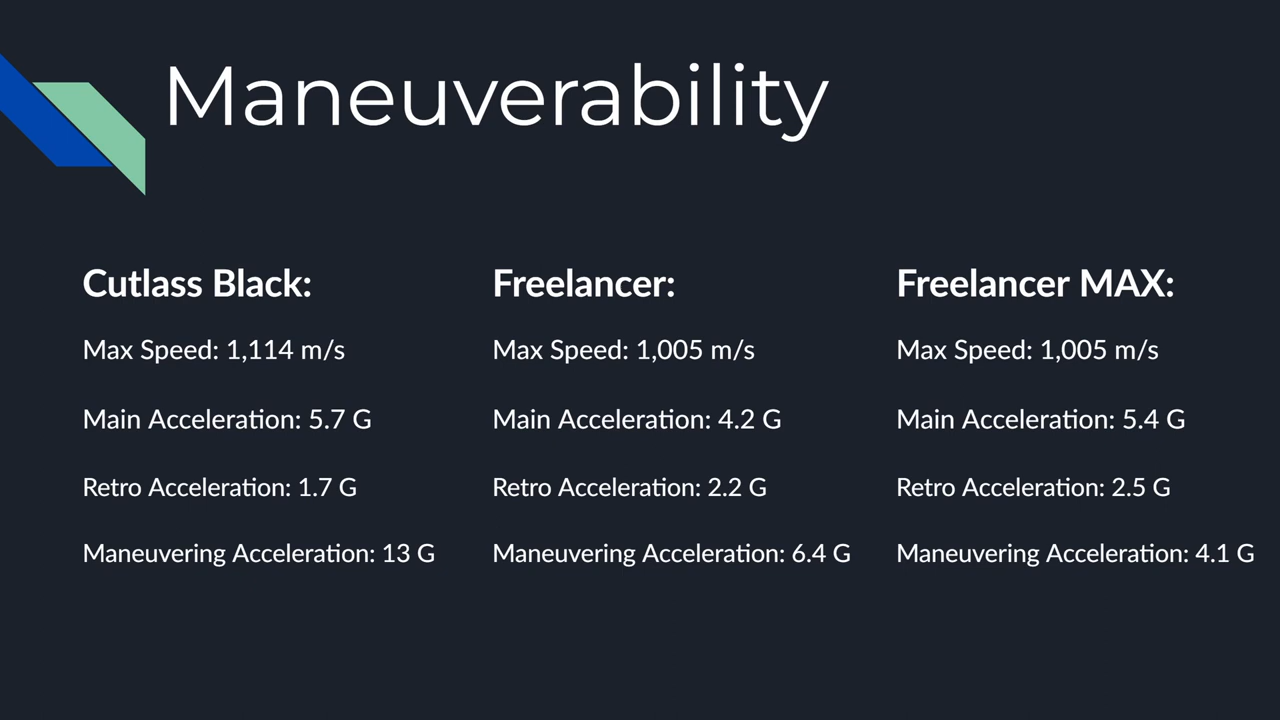 Maneuverability
Cutlass Black:
Max Speed: 1,114 m/s
Main Acceleration: 5.7 G
Retro Acceleration: 1.7 G
Maneuvering Acceleration: 13 G
Freelancer:
Max Speed: 1,005 m/s
Main Acceleration: 4.2 G
Retro Acceleration: 2.2 G
Maneuvering Acceleration: 6.4 G
Freelancer MAX:
Max Speed: 1,005 m/s
Main Acceleration: 5.4 G
Retro Acceleration: 2.5 G
Maneuvering Acceleration: 4.1 G